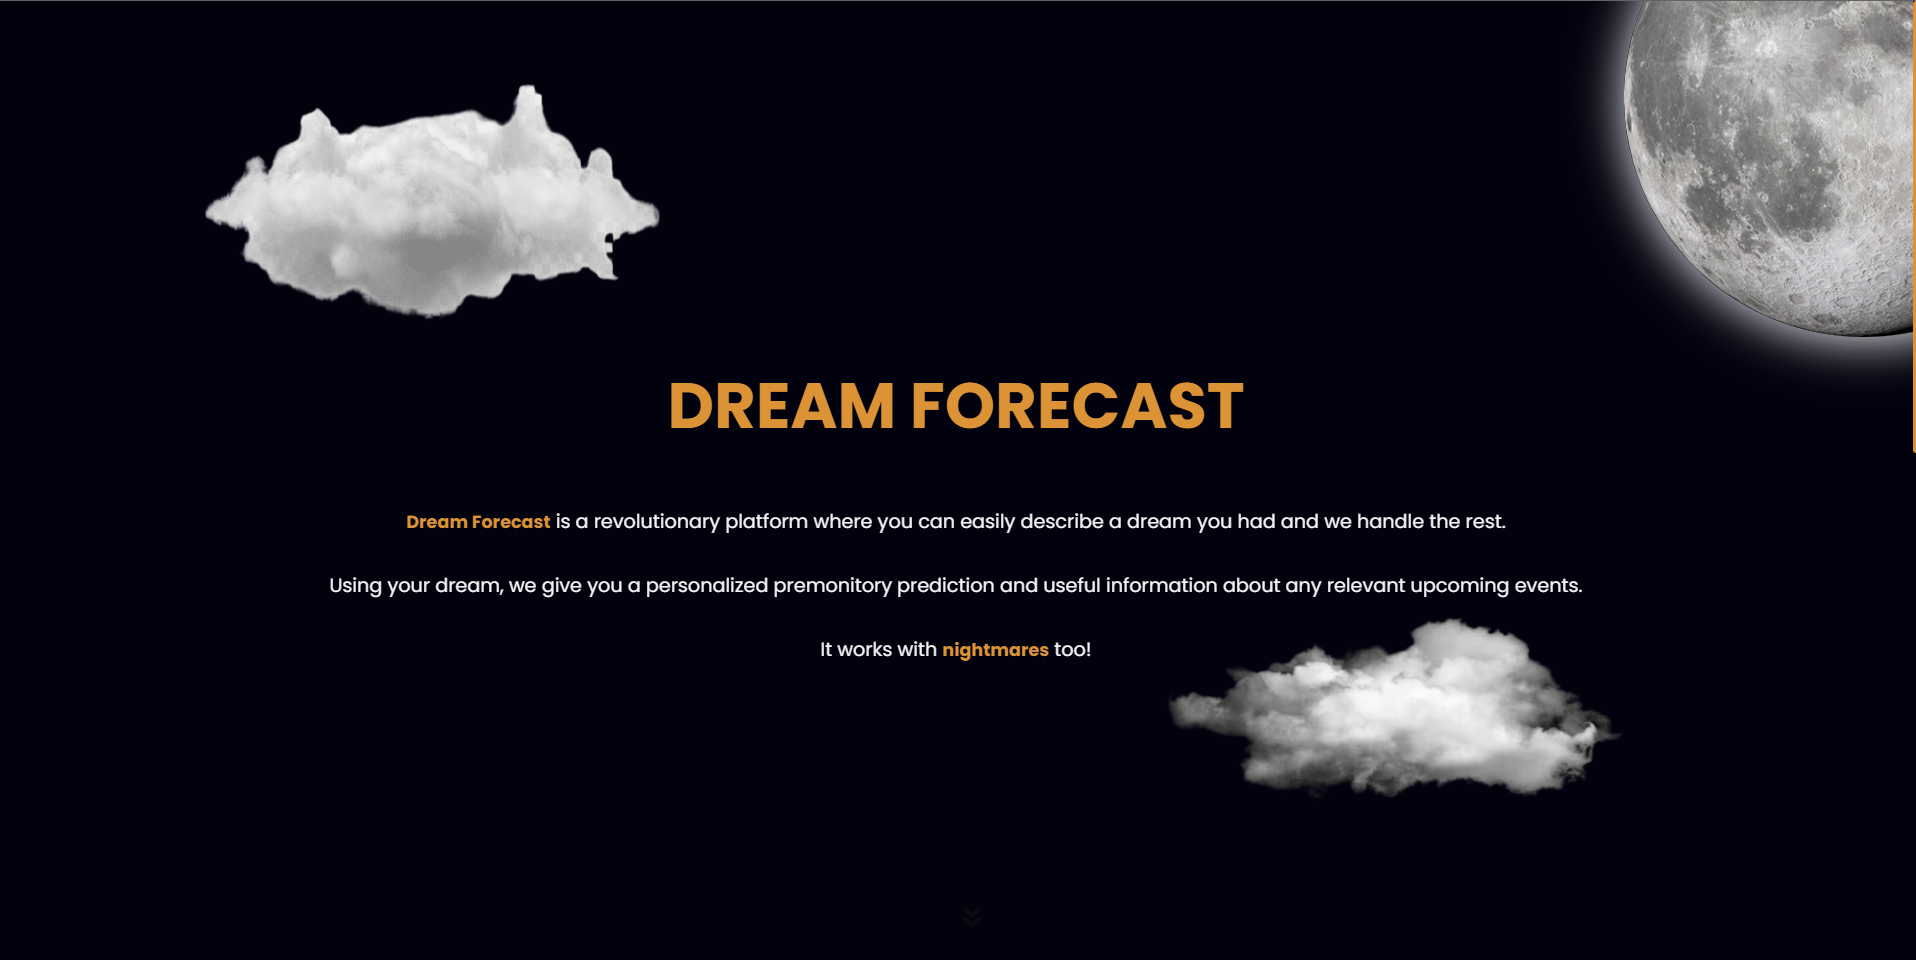 DREAM FORECAST
Dream Forecast is a revolutionary platform where you can easily describe a dream you had and we handle the rest.
Using your dream, we give you a personalized premonitory prediction and useful information about any relevant upcoming events.
It works with nightmares too!